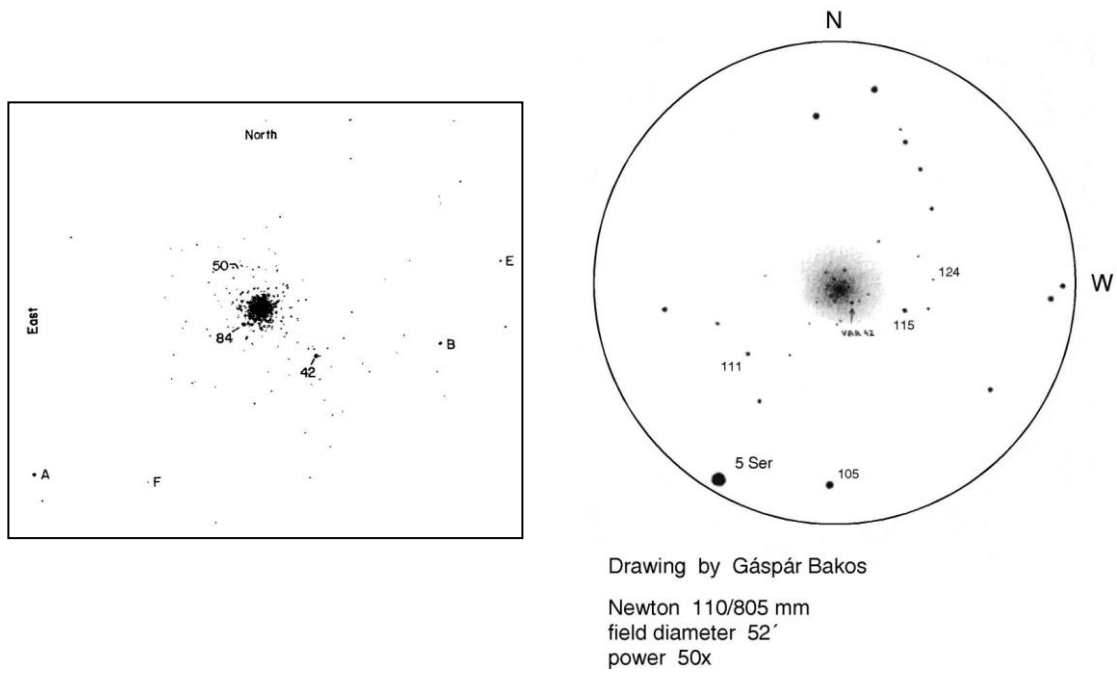 North
East
50
84
42
E
B
A
F
N
W
124
115
VAR 42
111
5 Ser
105
Drawing by Gáspár Bakos
Newton 110/805 mm
field diameter 52´
power 50x